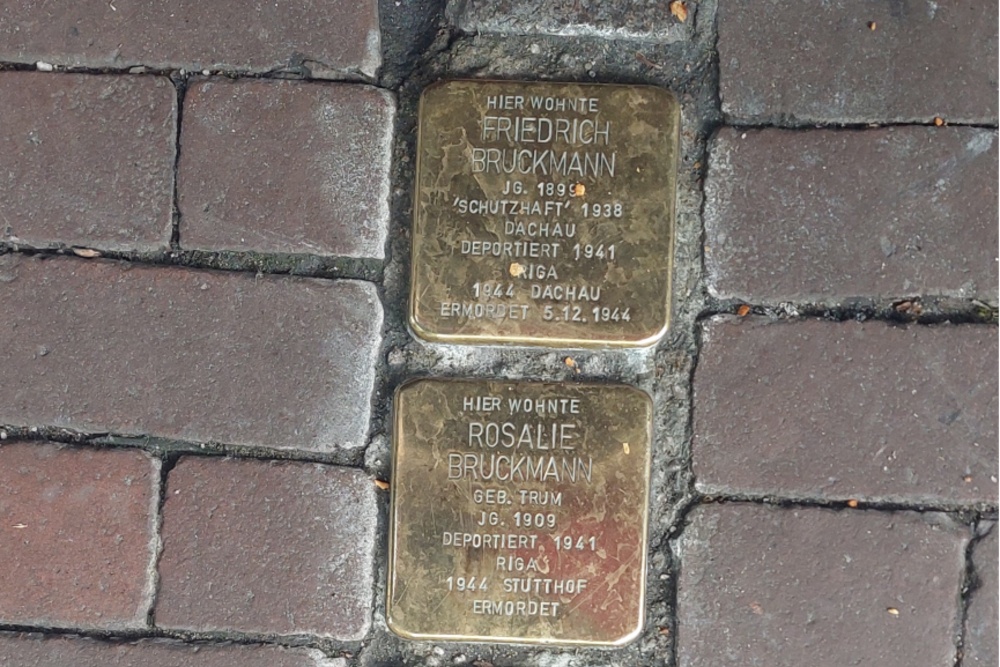 HIER WOHNTE
FRIEDRICH
BRUCKMANN
JG. 1899
'SCHUTZHAFT' 1938
DACHAU
DEPORTIERT 1941
RIGA
1944 DACHAU
ERMORDET 5.12.1944
HIER WOHNTE
ROSALIE
BRUCKMANN
GEB. TRUM
JG. 1909
DEPORTIERT 1941
RIGA
1944 STUTTHOF
ERMORDET